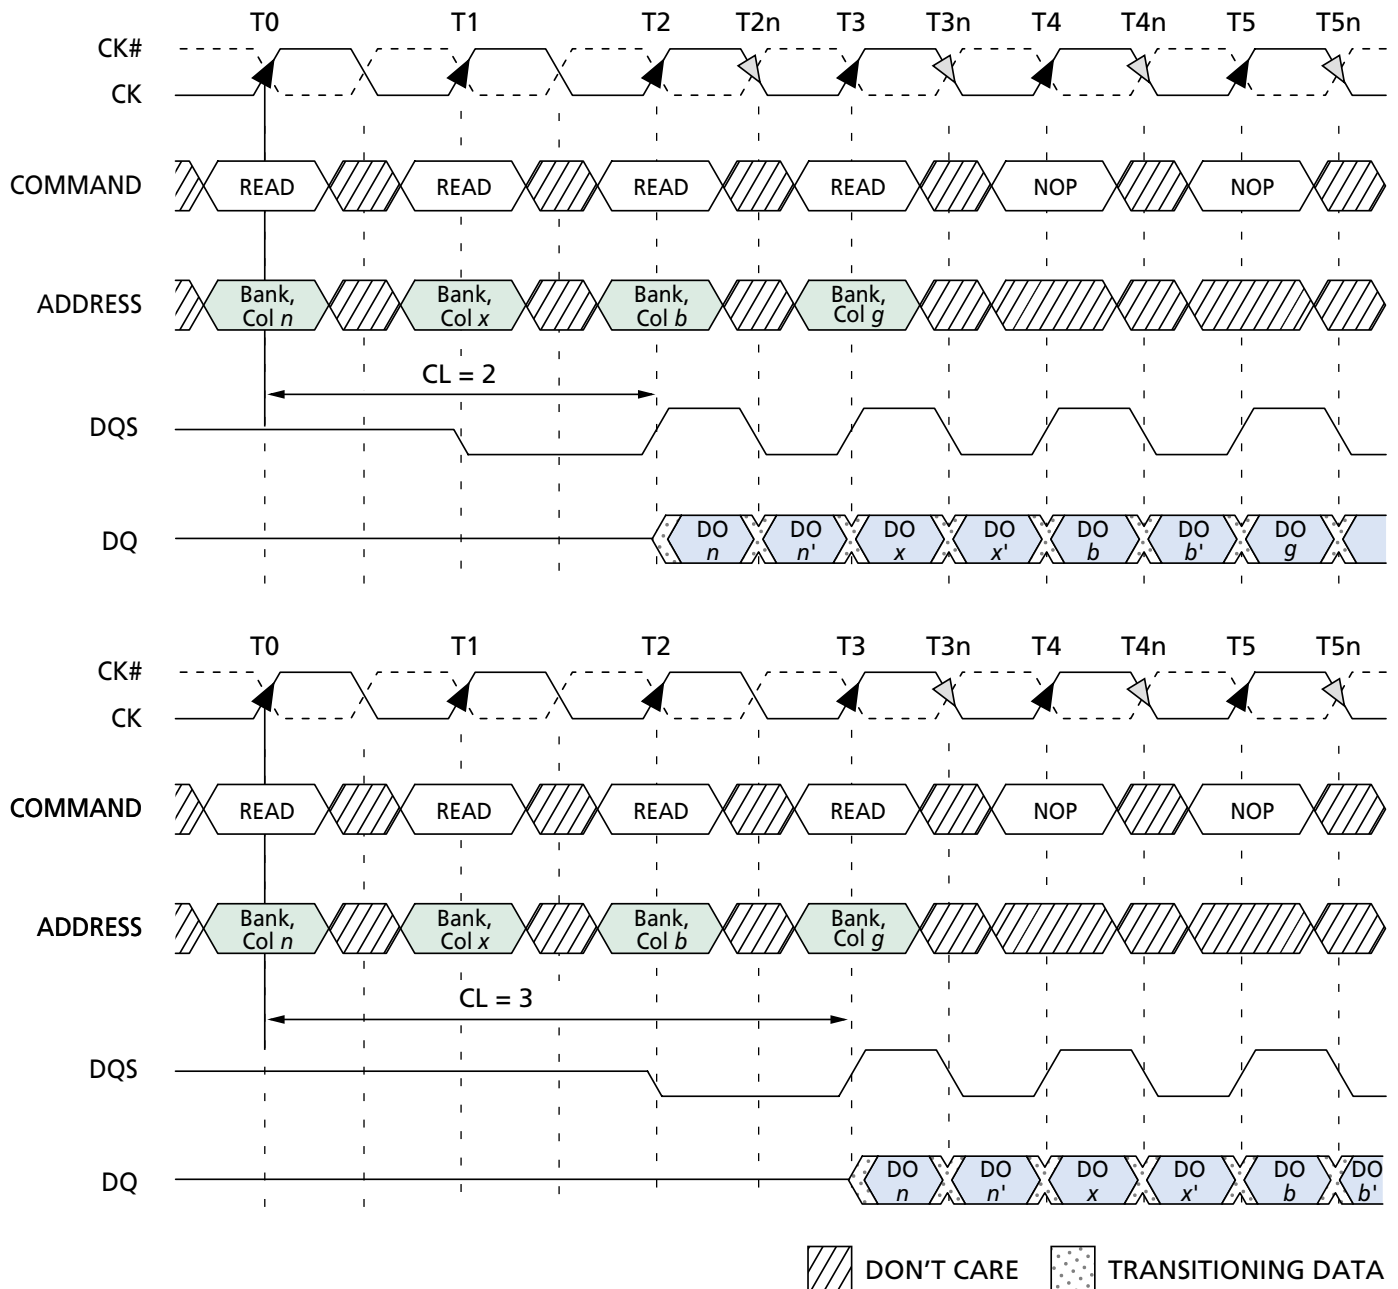 T0 T1 T2 T2n T3 T3n T4 T4n T5 T5n
CK#
CK
COMMAND READ READ READ READ NOP NOP
ADDRESS Bank, Col n Bank, Col x Bank, Col b Bank, Col g
CL = 2
DQS
DQ DO n DO n' DO x DO x' DO b DO b' DO g
T0 T1 T2 T3 T3n T4 T4n T5 T5n
CK#
CK
COMMAND READ READ READ READ NOP NOP
ADDRESS Bank, Col n Bank, Col x Bank, Col b Bank, Col g
CL = 3
DQS
DQ DO n DO n' DO x DO x' DO b DO b'
DON'T CARE TRANSITIONING DATA